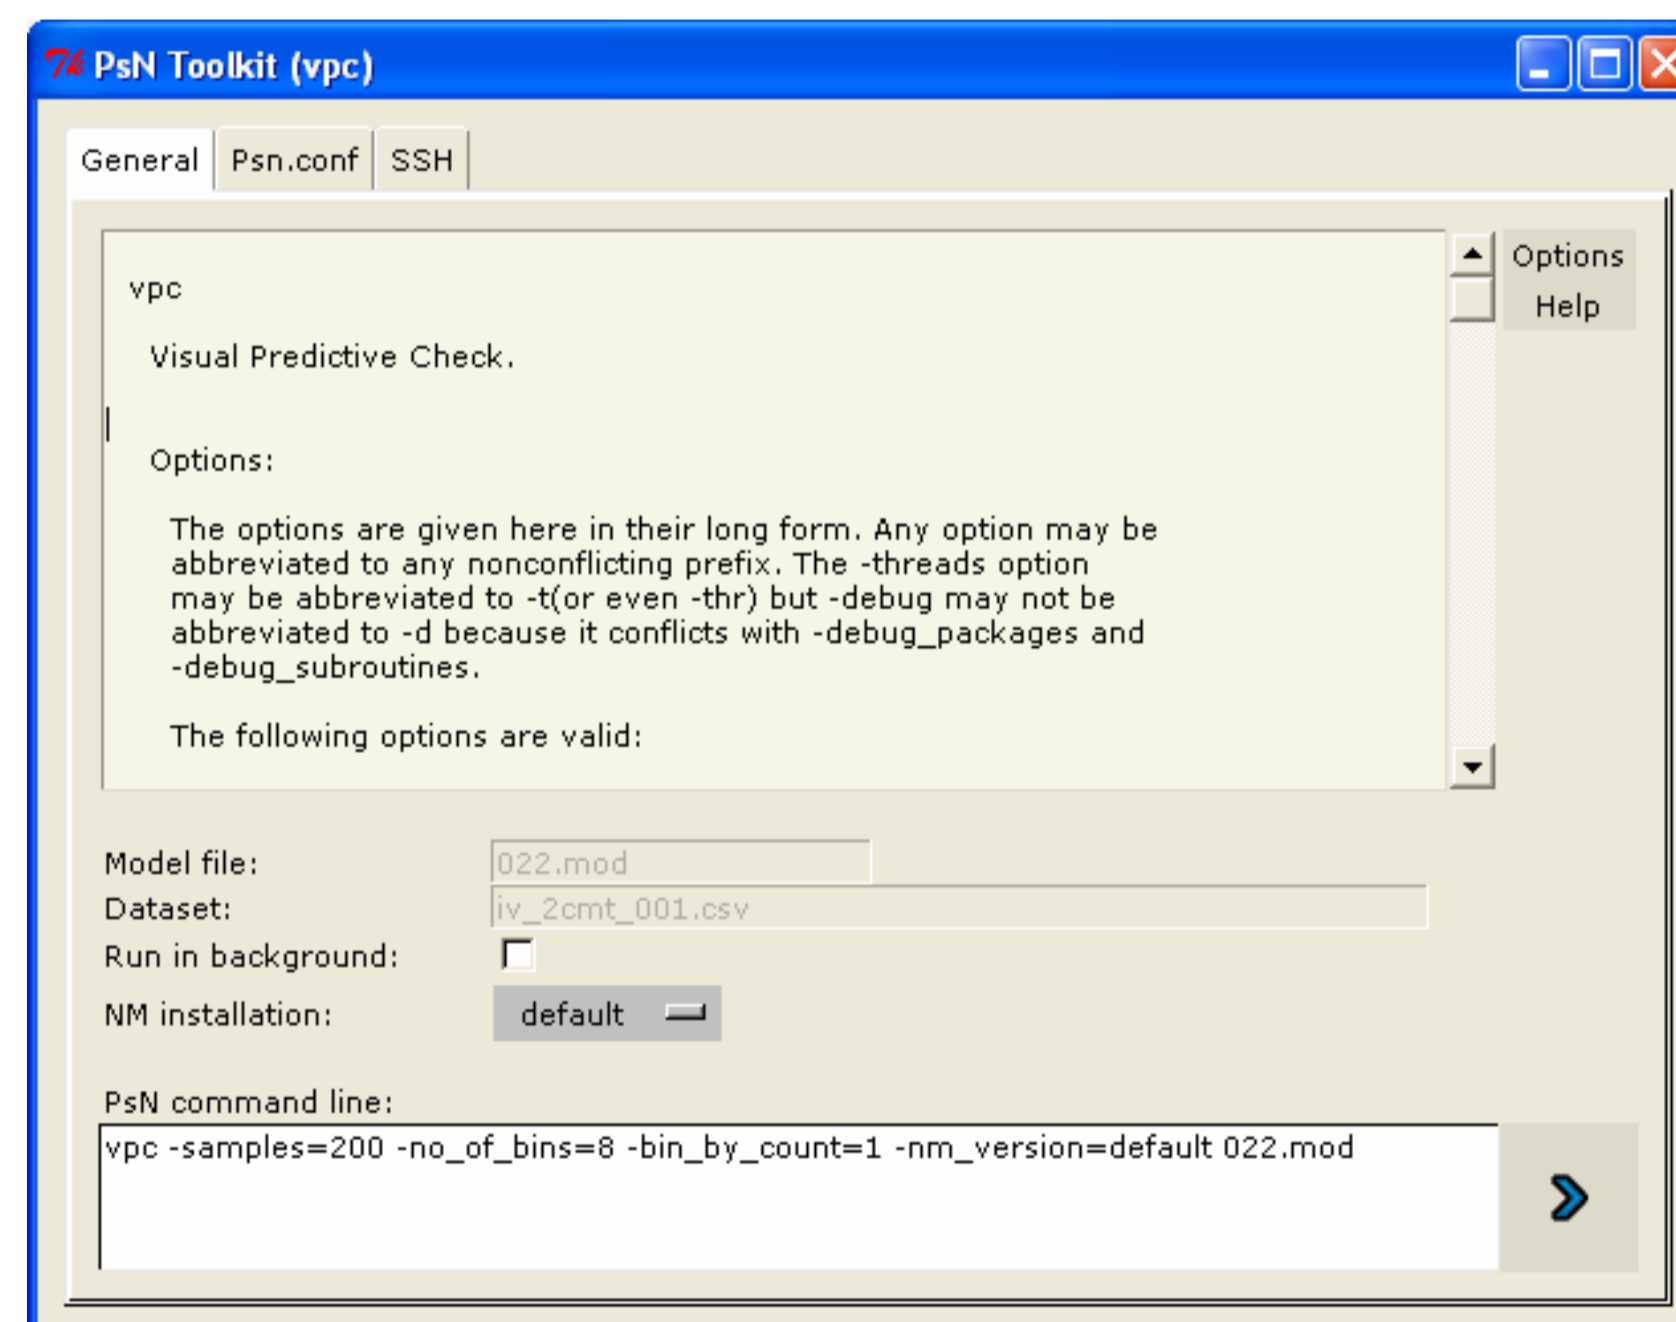 PsN Toolkit (vpc)
General Psn.conf SSH
vpc
Visual Predictive Check.
Options:
The options are given here in their long form. Any option may be
abbreviated to any nonconflicting prefix. The -threads option
may be abbreviated to -t(or even -thr) but -debug may not be
abbreviated to -d because it conflicts with -debug_packages and
-debug_subroutines.
The following options are valid:
Options
Help
Model file: 022.mod
Dataset: iv_2cmt_001.csv
Run in background:
NM installation: default
PsN command line:
vpc -samples=200 -no_of_bins=8 -bin_by_count=1 -nm_version=default 022.mod